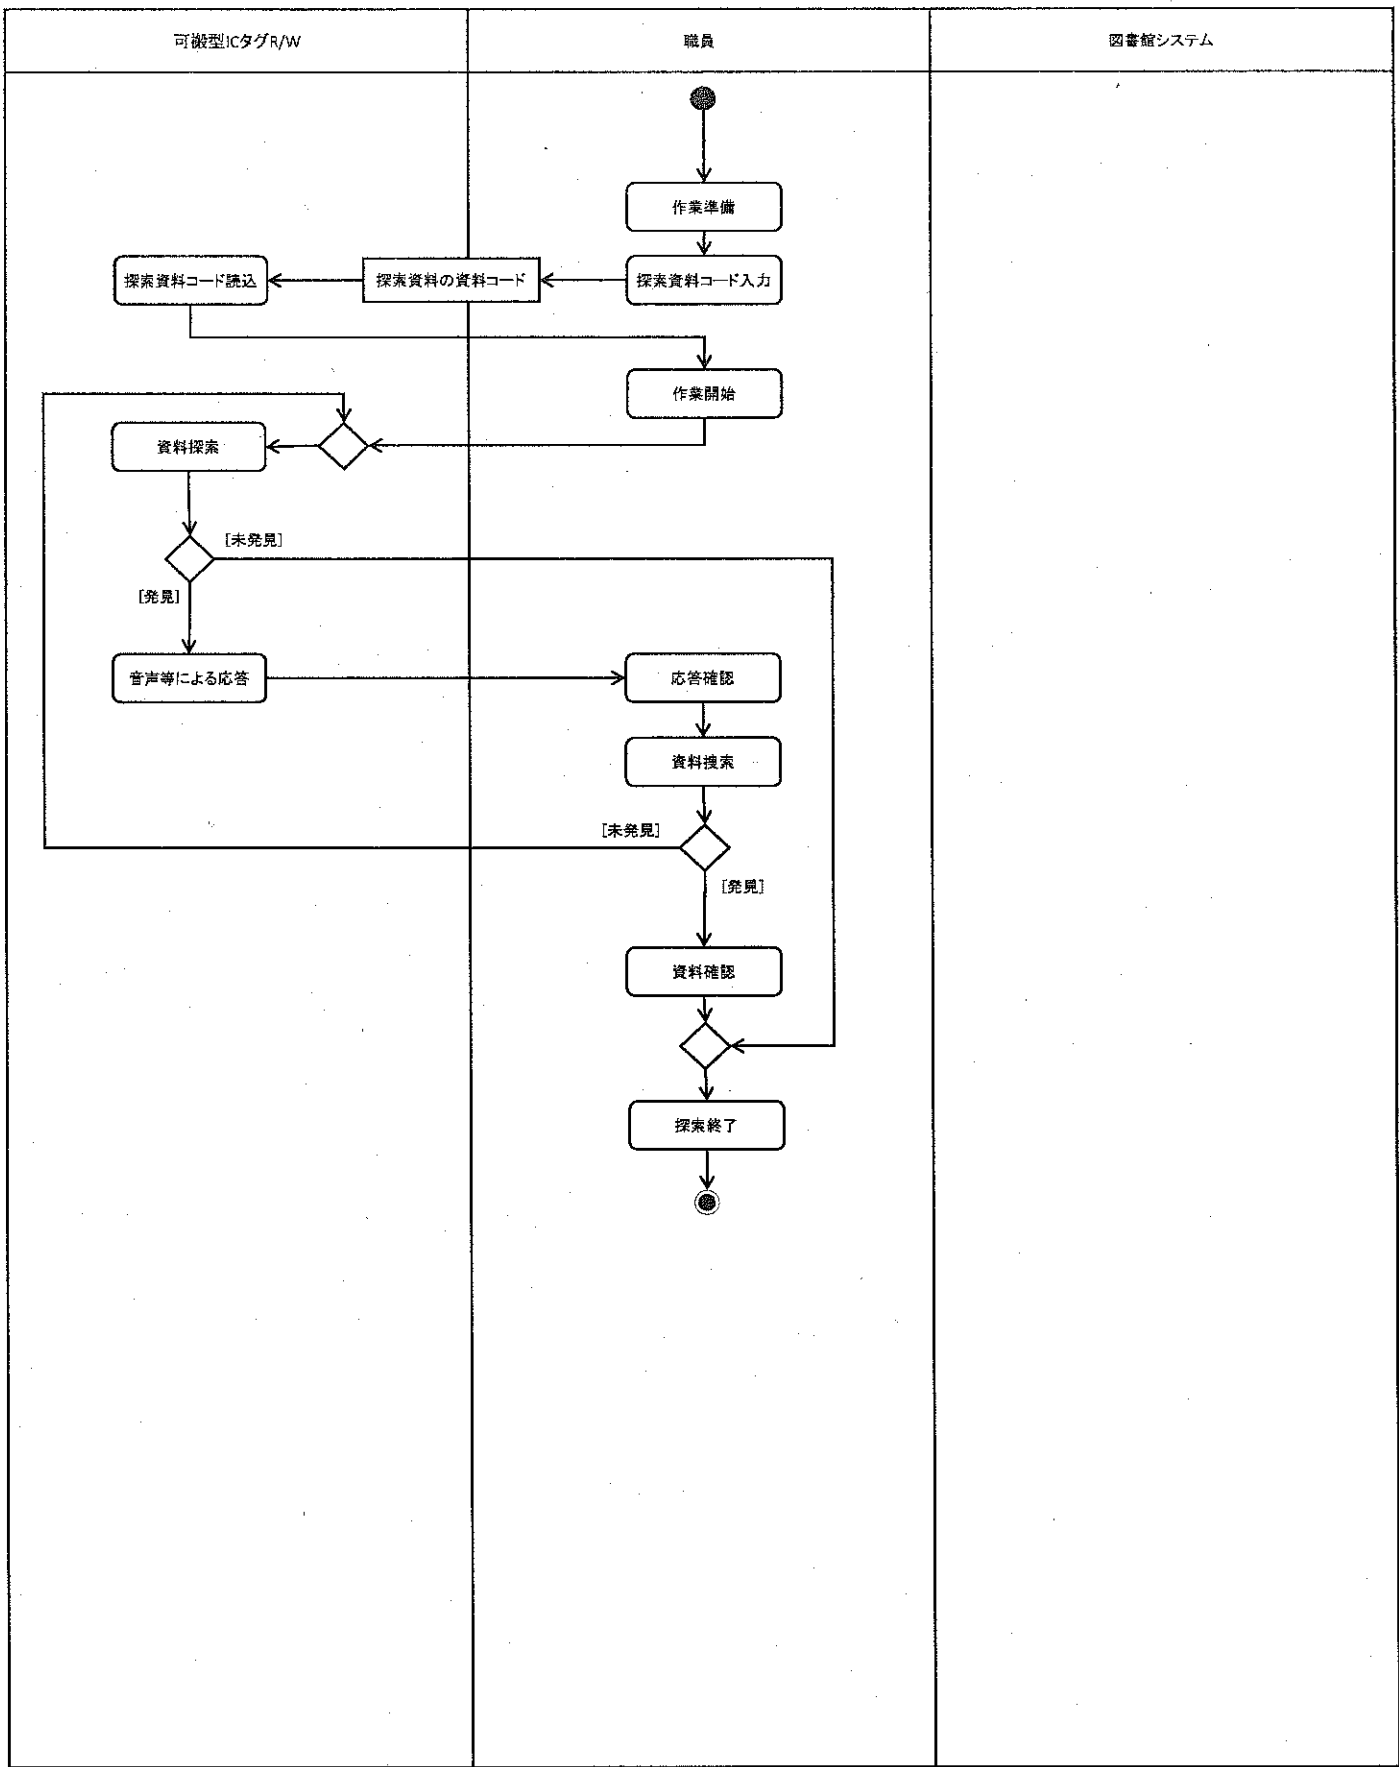 可搬型ICタグR/W
職員
図書館システム
作業準備
探索資料コード読込
探索資料の資料コード
探索資料コード入力
作業開始
資料探索
[未発見]
[発見]
音声等による応答
応答確認
資料捜索
[未発見]
[発見]
資料確認
探索終了